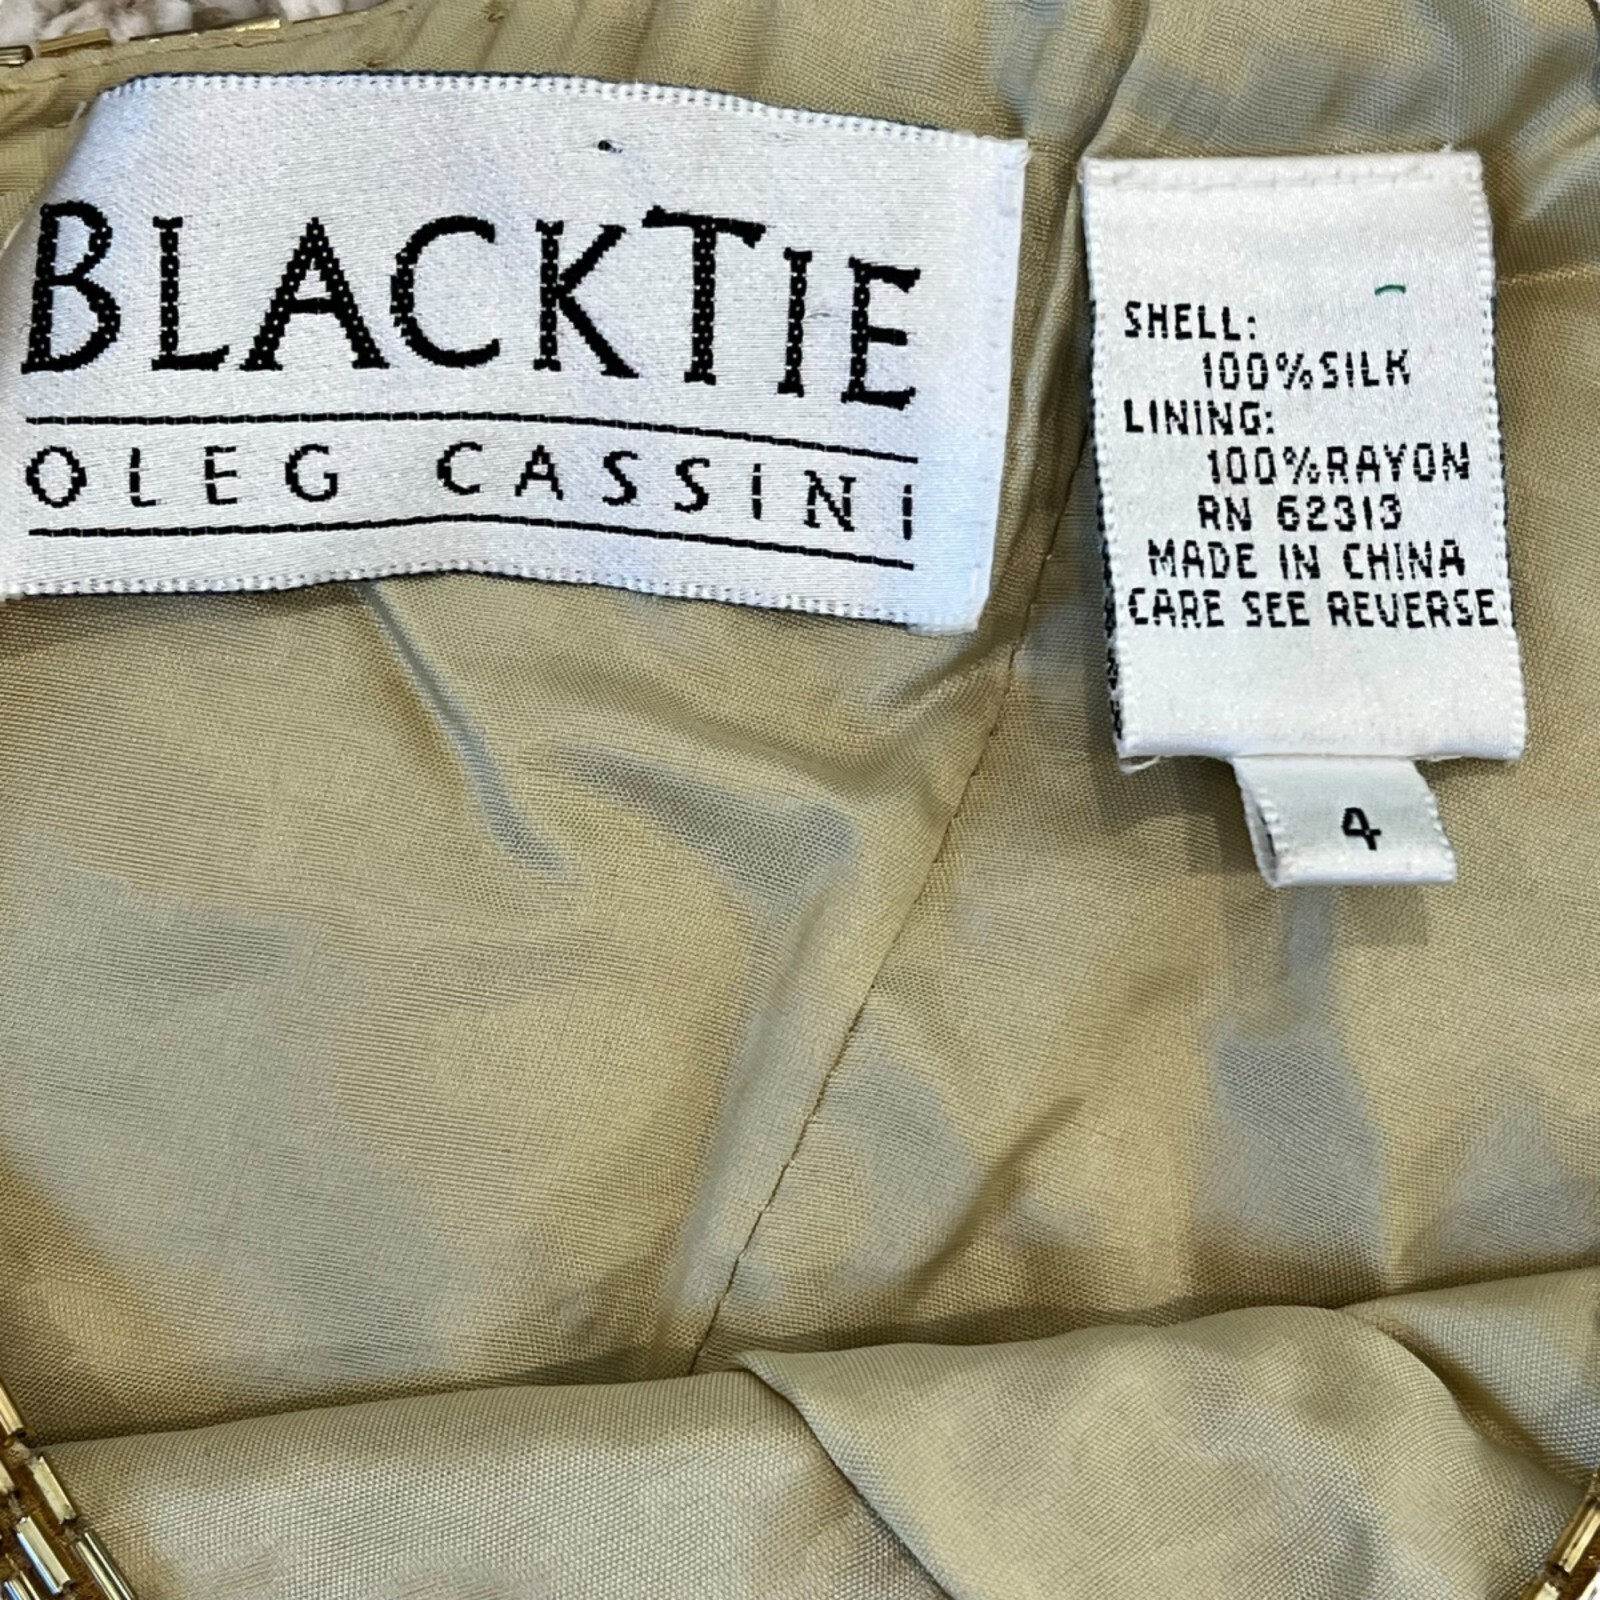 BLACKTIE
OLEG CASSINI
SHELL:
100%SILK
LINING:
100%RAYON
RN 62313
MADE IN CHINA
CARE SEE REVERSE
4